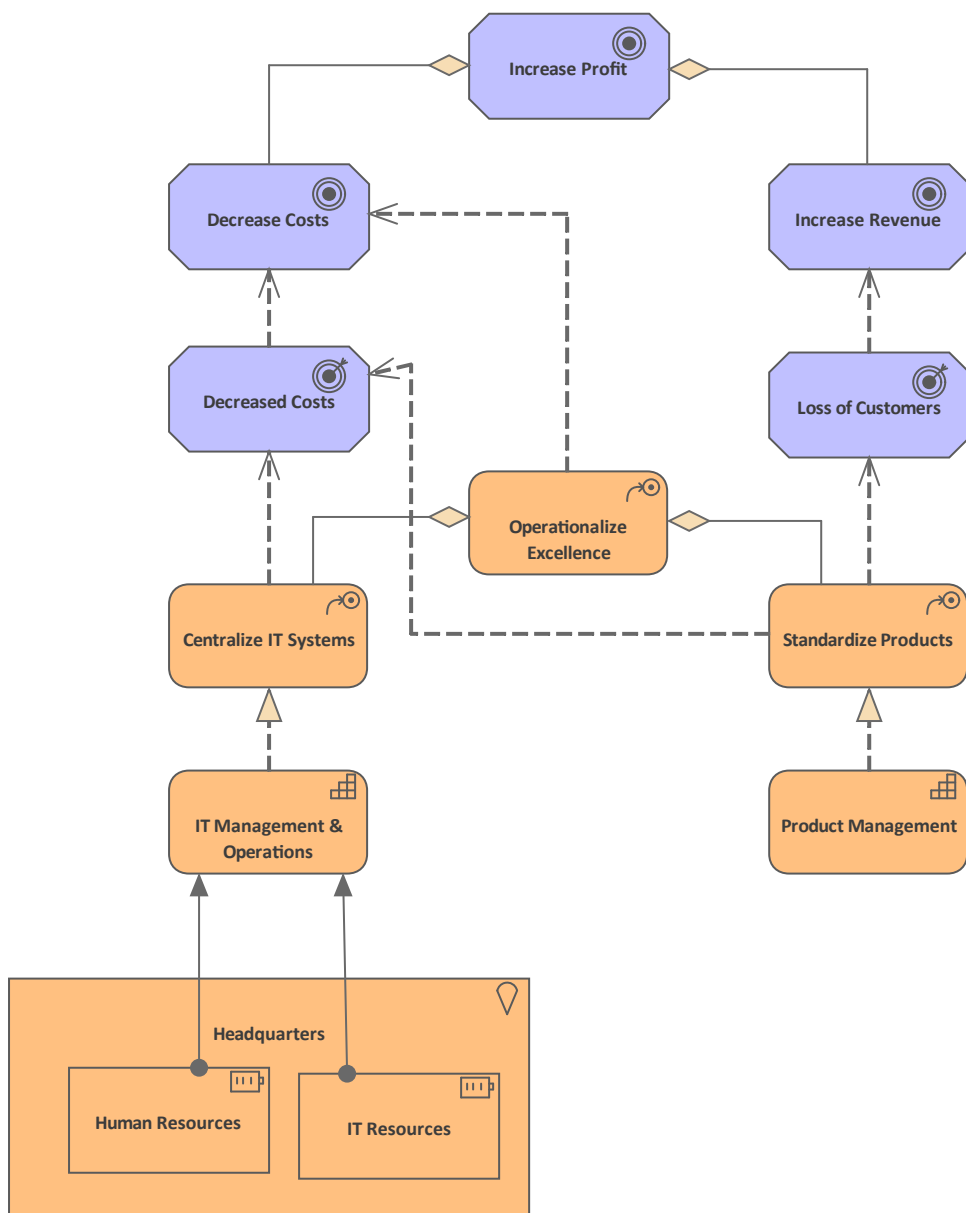 Increase Profit
Decrease Costs
Increase Revenue
Decreased Costs
Loss of Customers
Operationalize
Excellence
Centralize IT Systems
Standardize Products
IT Management &
Operations
Product Management
Headquarters
Human Resources
IT Resources